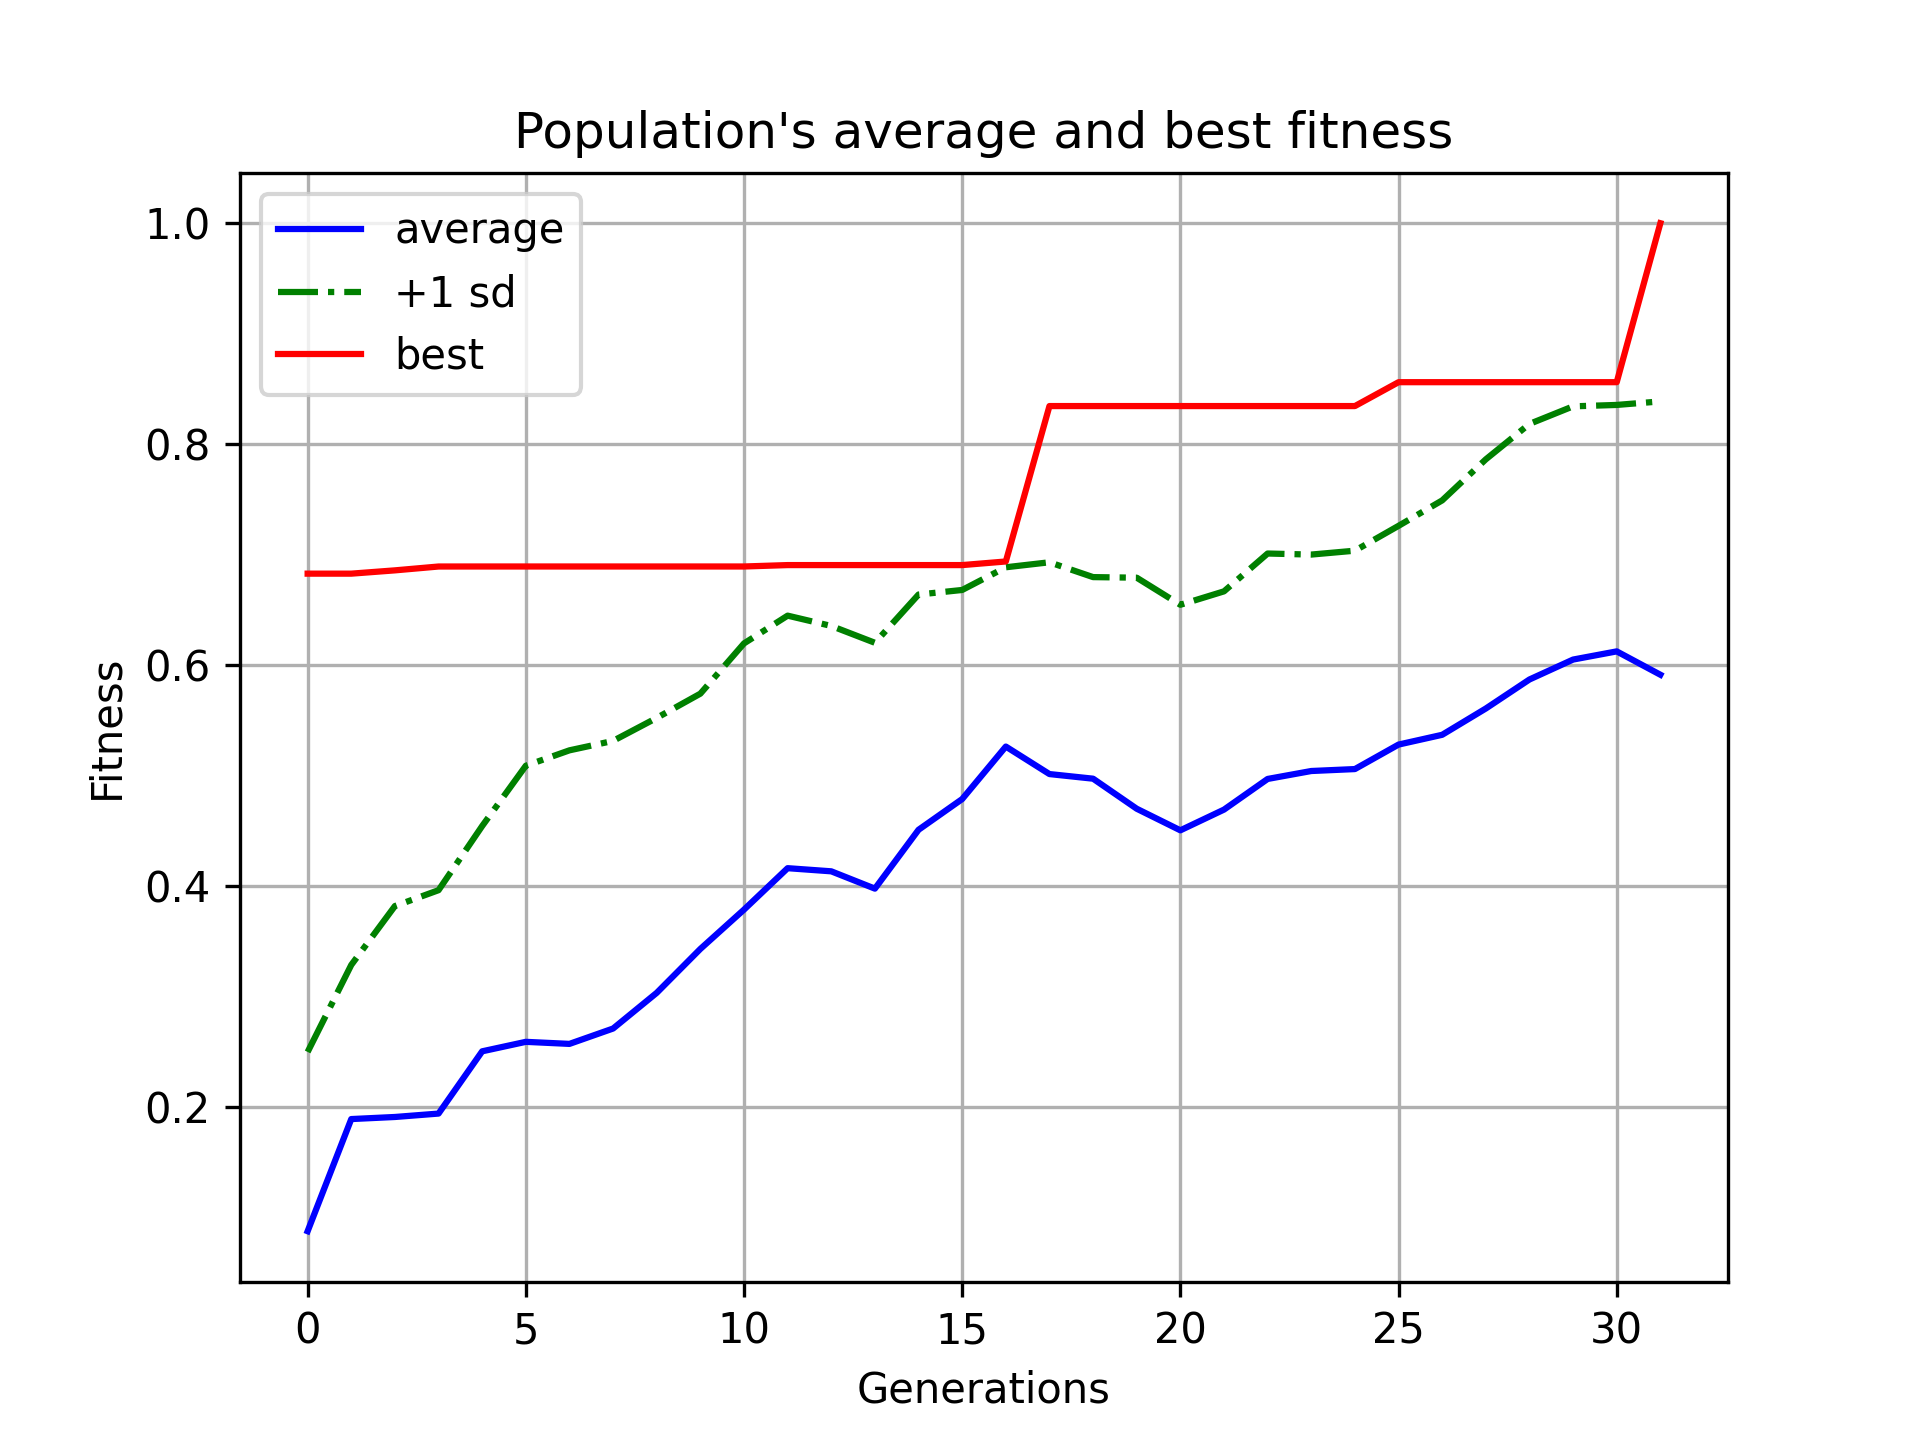 Population's average and best fitness
average
+1 sd
best
1.0
0.8
0.6
0.4
0.2
Fitness
0 5 10 15 20 25 30
Generations